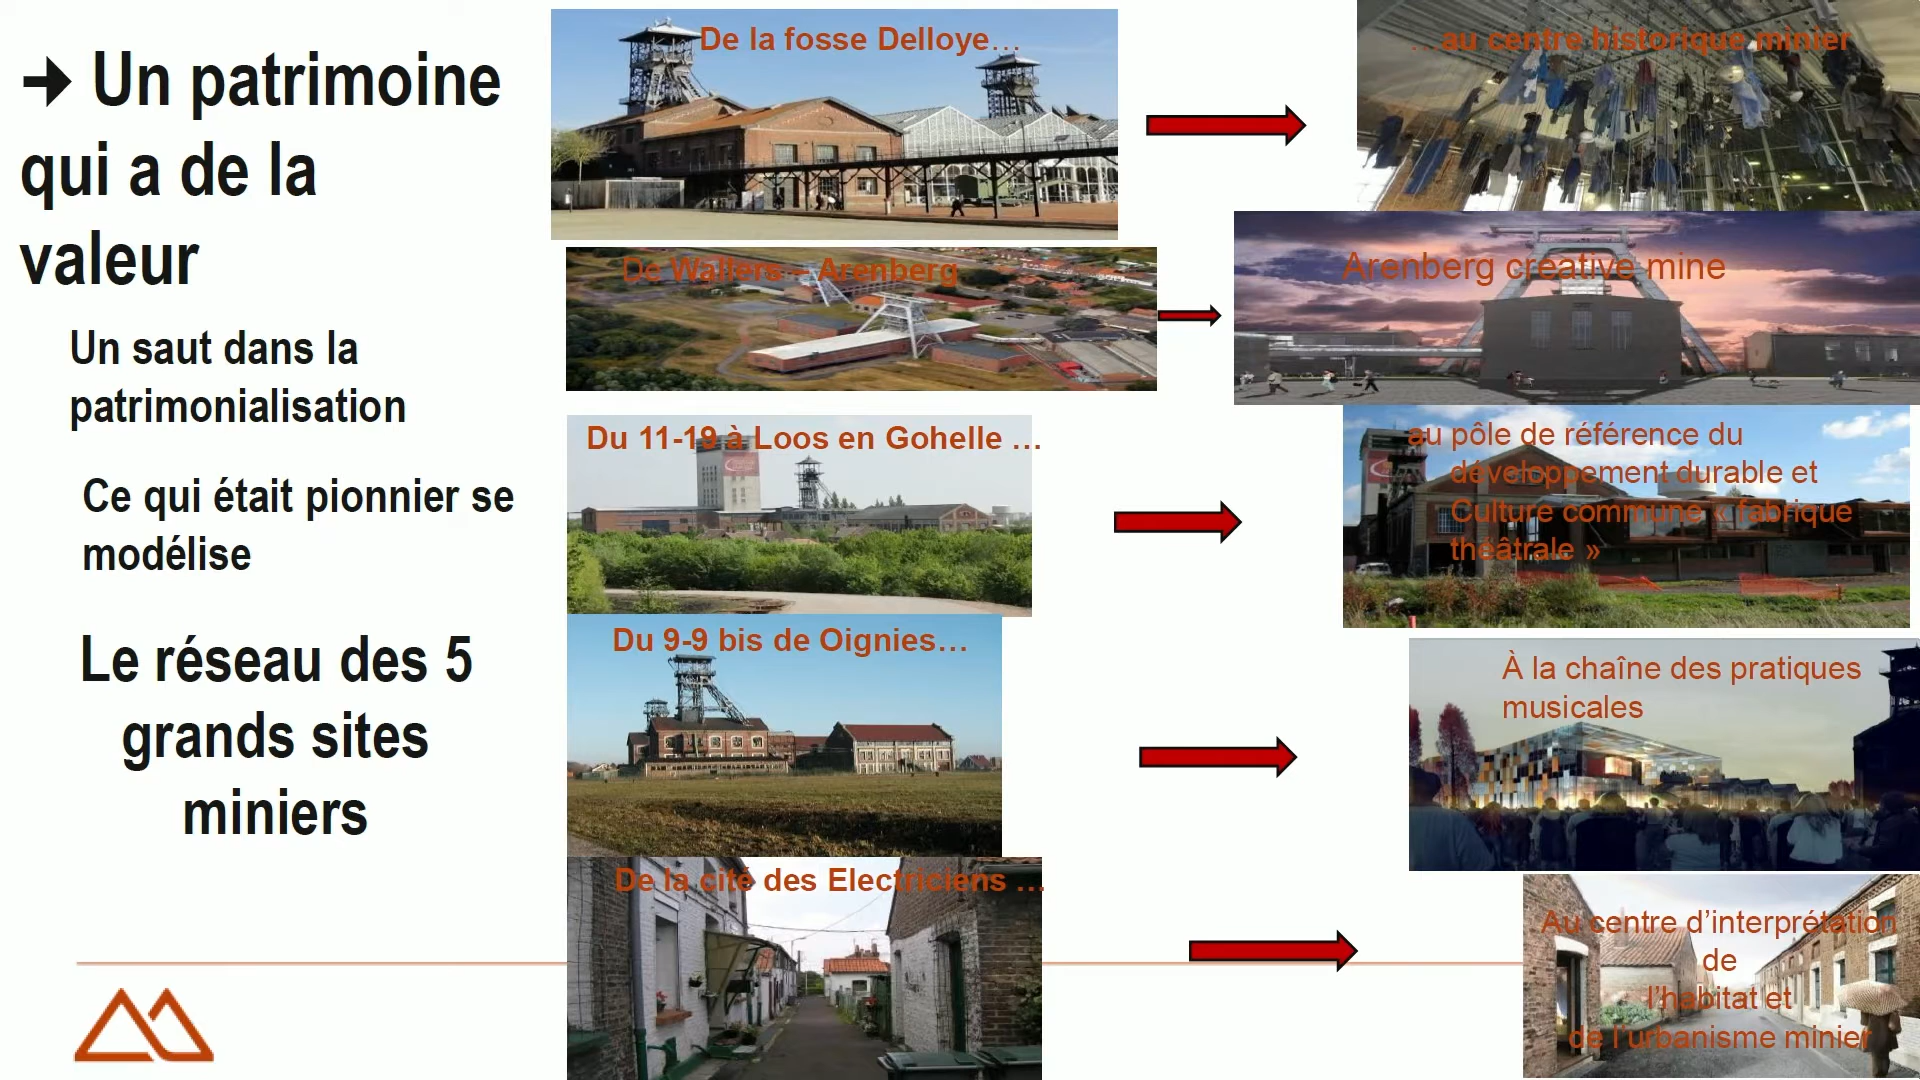 ➔ Un patrimoine
qui a de la
valeur
Un saut dans la
patrimonialisation
Ce qui était pionnier se
modélise
Le réseau des 5
grands sites
miniers
De la fosse Delloye…
…au centre historique minier
De Wallers – Arenberg
Arenberg creative mine
Du 11-19 à Loos en Gohelle …
au pôle de référence du
développement durable et
Culture commune « fabrique
théâtrale »
Du 9-9 bis de Oignies…
À la chaîne des pratiques
musicales
De la cité des Electriciens …
Au centre d’interprétation
de
l’habitat et
de l’urbanisme minier